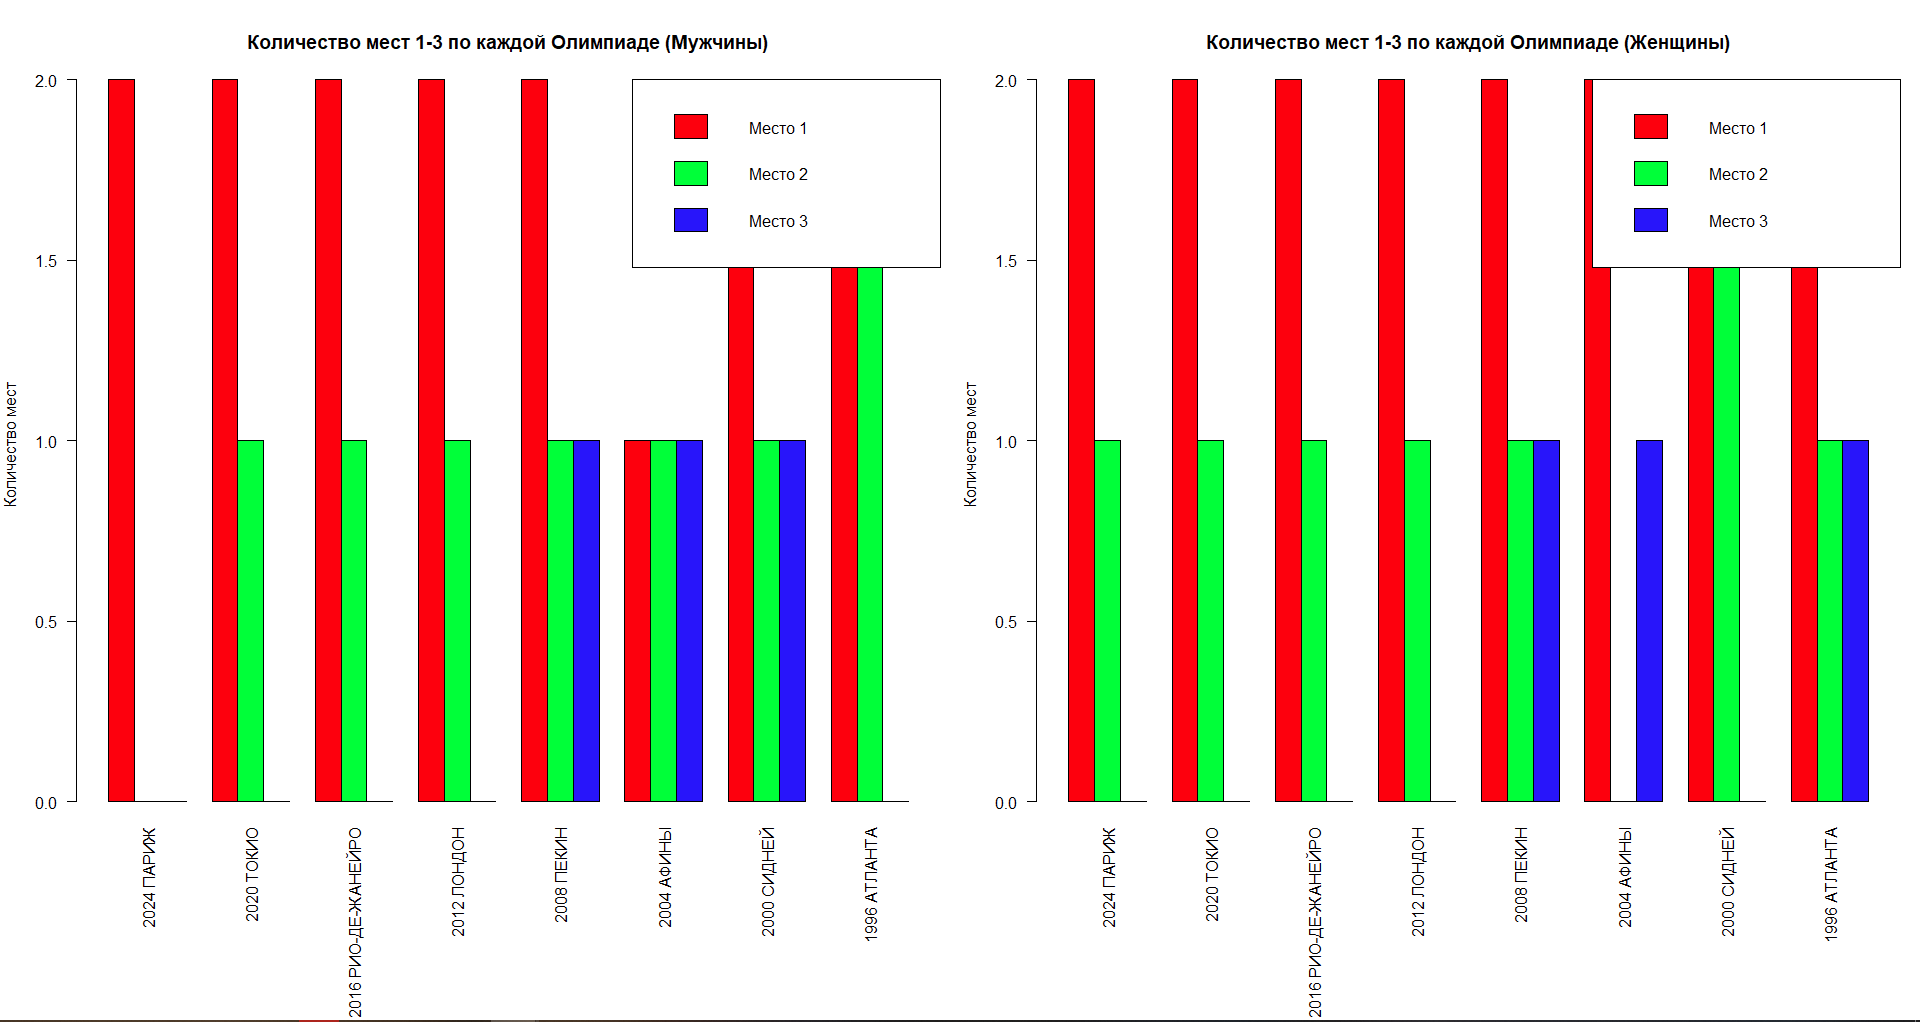 Количество мест 1-3 по каждой Олимпиаде (Мужчины)
2.0
1.5
1.0
0.5
0.0
Количество мест
Место 1
Место 2
Место 3
2024 ПАРИЖ
2020 ТОКИО
2016 РИО-ДЕ-ЖАНЕЙРО
2012 ЛОНДОН
2008 ПЕКИН
2004 АФИНЫ
2000 СИДНЕЙ
1996 АТЛАНТА
Количество мест 1-3 по каждой Олимпиаде (Женщины)
2.0
1.5
1.0
0.5
0.0
Количество мест
Место 1
Место 2
Место 3
2024 ПАРИЖ
2020 ТОКИО
2016 РИО-ДЕ-ЖАНЕЙРО
2012 ЛОНДОН
2008 ПЕКИН
2004 АФИНЫ
2000 СИДНЕЙ
1996 АТЛАНТА